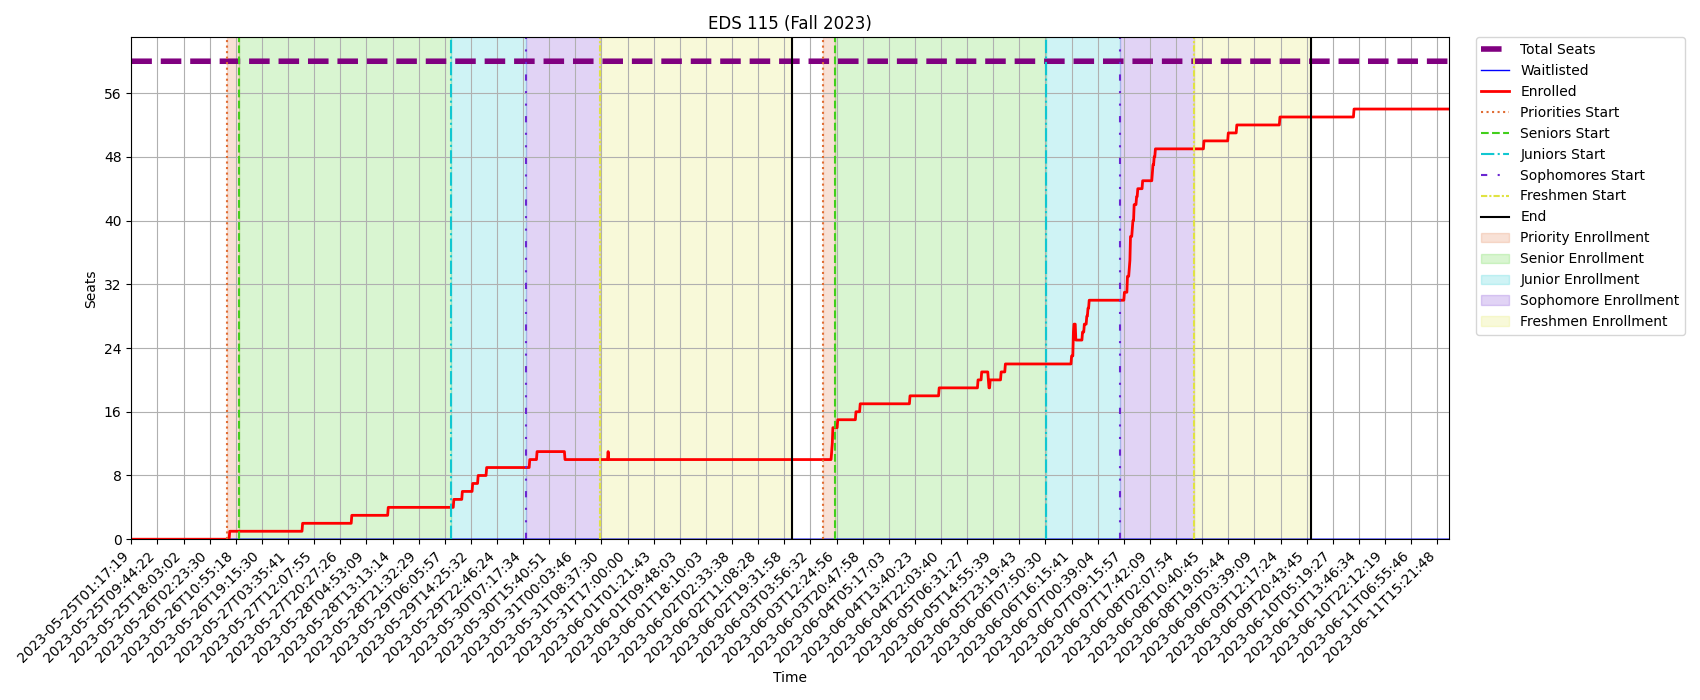 EDS 115 (Fall 2023)
Seats
56
48
40
32
24
16
8
0
2023-05-25T01:17:19
2023-05-25T09:44:22
2023-05-25T18:03:02
2023-05-26T02:23:30
2023-05-26T10:55:18
2023-05-26T19:15:30
2023-05-27T03:35:41
2023-05-27T12:07:55
2023-05-27T20:27:26
2023-05-28T04:53:09
2023-05-28T13:13:14
2023-05-28T21:32:29
2023-05-29T06:05:57
2023-05-29T14:25:32
2023-05-29T22:46:24
2023-05-30T07:17:34
2023-05-30T15:40:51
2023-05-31T00:03:46
2023-05-31T08:37:30
2023-05-31T17:00:00
2023-06-01T01:21:43
2023-06-01T09:48:03
2023-06-01T18:10:03
2023-06-02T02:33:38
2023-06-02T11:08:28
2023-06-02T19:31:58
2023-06-03T03:56:32
2023-06-03T12:24:56
2023-06-03T20:47:58
2023-06-04T05:17:03
2023-06-04T13:40:23
2023-06-04T22:03:40
2023-06-05T06:31:27
2023-06-05T14:55:39
2023-06-05T23:19:43
2023-06-06T07:50:30
2023-06-06T16:15:41
2023-06-07T00:39:04
2023-06-07T09:15:57
2023-06-07T17:42:09
2023-06-08T02:07:54
2023-06-08T10:40:45
2023-06-08T19:05:44
2023-06-09T03:39:09
2023-06-09T12:17:24
2023-06-09T20:43:45
2023-06-10T05:19:27
2023-06-10T13:46:34
2023-06-10T22:12:19
2023-06-11T06:55:46
2023-06-11T15:21:48
Time
Total Seats
Waitlisted
Enrolled
Priorities Start
Seniors Start
Juniors Start
Sophomores Start
Freshmen Start
End
Priority Enrollment
Senior Enrollment
Junior Enrollment
Sophomore Enrollment
Freshmen Enrollment